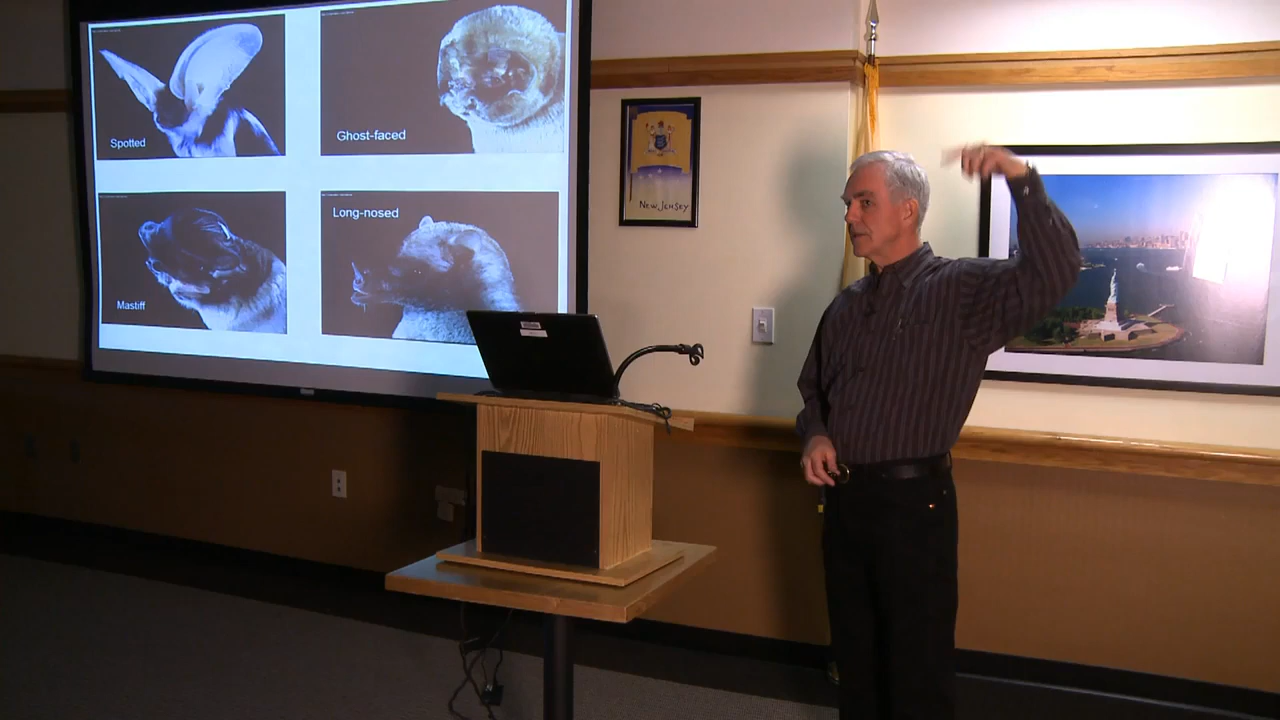 Spotted
Ghost-faced
Mastiff
Long-nosed
New Jersey